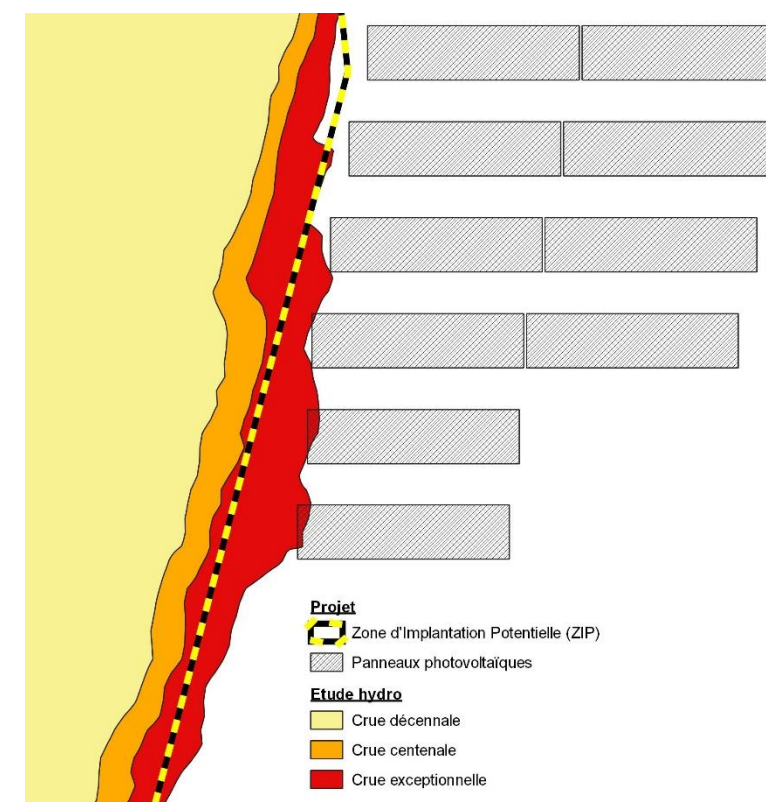 Projet
Zone d'Implantation Potentielle (ZIP)
Panneaux photovoltaïques
Etude hydro
Crue décennale
Crue centenale
Crue exceptionnelle